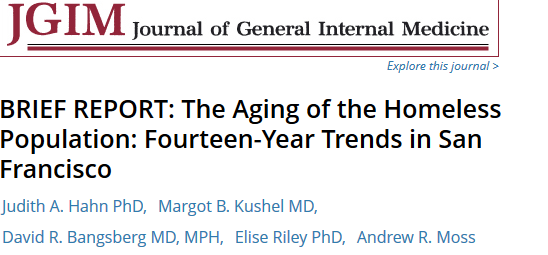 JGIM Journal of General Internal Medicine
Explore this journal >
BRIEF REPORT: The Aging of the Homeless
Population: Fourteen-Year Trends in San
Francisco
Judith A. Hahn PhD, Margot B. Kushel MD,
David R. Bangsberg MD, MPH, Elise Riley PhD, Andrew R. Moss